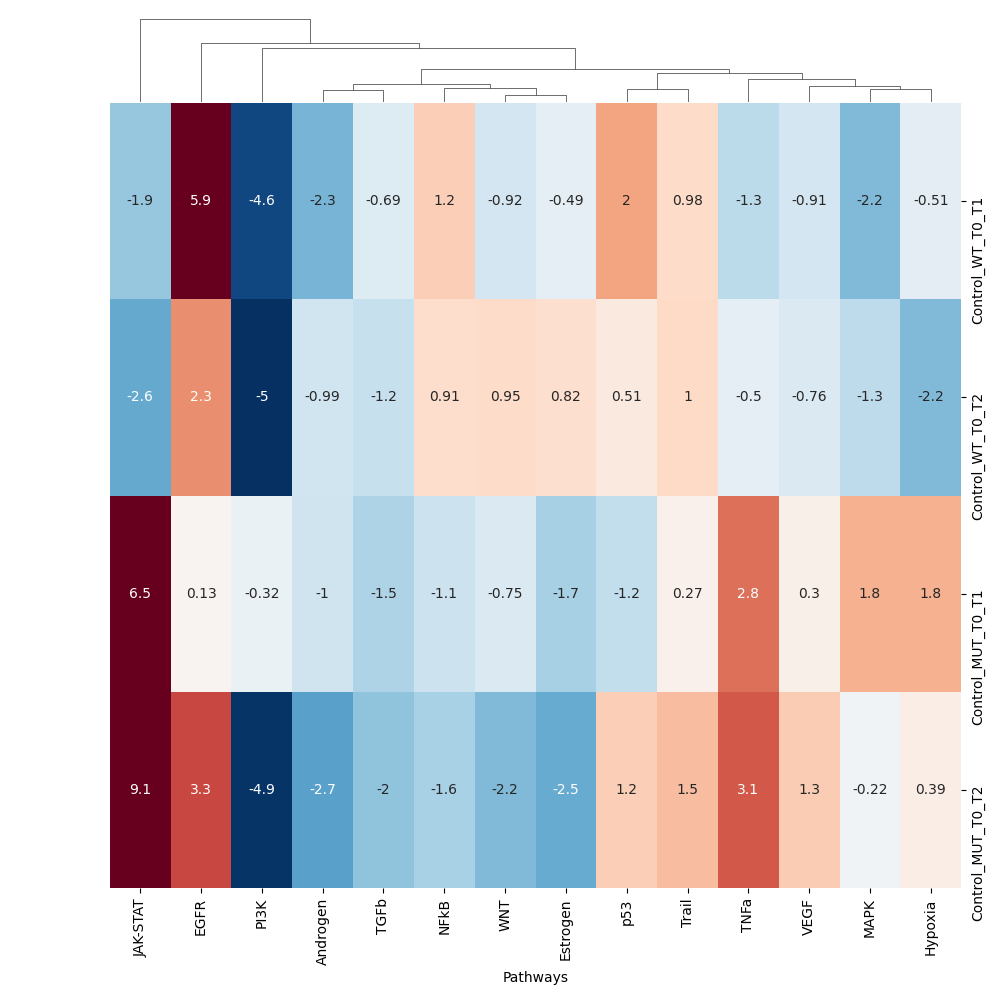 -1.9 5.9 -4.6 -2.3 -0.69 1.2 -0.92 -0.49 2 0.98 -1.3 -0.91 -2.2 -0.51
Control_WT_T0_T1
-2.6 2.3 -5 -0.99 -1.2 0.91 0.95 0.82 0.51 1 -0.5 -0.76 -1.3 -2.2
Control_WT_T0_T2
6.5 0.13 -0.32 -1 -1.5 -1.1 -0.75 -1.7 -1.2 0.27 2.8 0.3 1.8 1.8
Control_MUT_T0_T1
9.1 3.3 -4.9 -2.7 -2 -1.6 -2.2 -2.5 1.2 1.5 3.1 1.3 -0.22 0.39
Control_MUT_T0_T2
JAK-STAT
EGFR
PI3K
Androgen
TGFb
NFkB
WNT
Estrogen
p53
Trail
TNFa
VEGF
MAPK
Hypoxia
Pathways